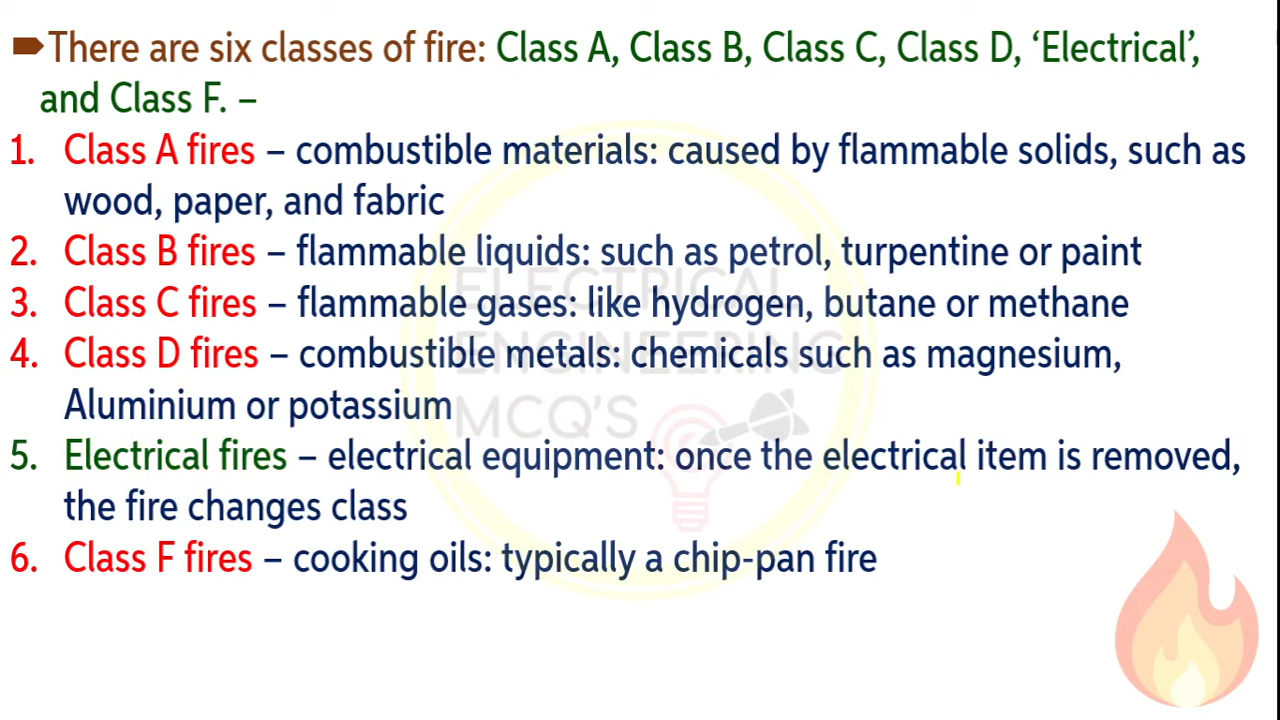 There are six classes of fire: Class A, Class B, Class C, Class D, ‘Electrical’,
and Class F. –
1. Class A fires – combustible materials: caused by flammable solids, such as
wood, paper, and fabric
2. Class B fires – flammable liquids: such as petrol, turpentine or paint
3. Class C fires – flammable gases: like hydrogen, butane or methane
4. Class D fires – combustible metals: chemicals such as magnesium,
Aluminium or potassium
5. Electrical fires – electrical equipment: once the electrical item is removed,
the fire changes class
6. Class F fires – cooking oils: typically a chip-pan fire
ELECTRICAL
ENGINEERING
MCQ'S